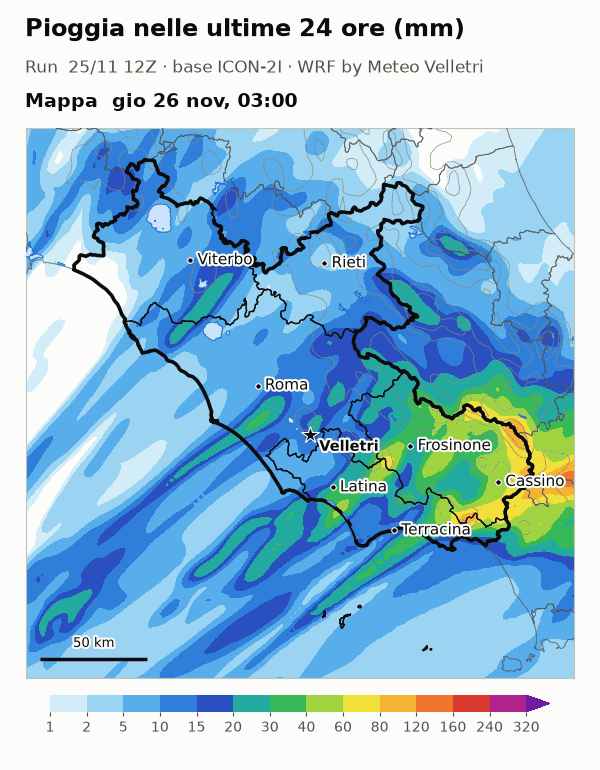 Pioggia nelle ultime 24 ore (mm)
Run  25/11 12Z · base ICON-2I · WRF by Meteo Velletri
Mappa  gio 26 nov, 03:00
Viterbo
Rieti
Roma
Velletri
Frosinone
Cassino
Latina
Terracina
50 km
1 2 5 10 15 20 30 40 60 80 120 160 240 320